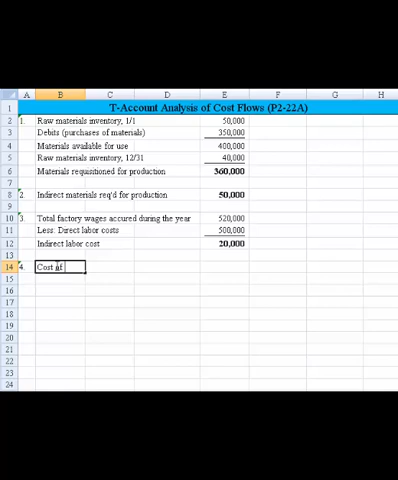 A B C D E F G H
1 T-Account Analysis of Cost Flows (P2-22A)
2 1. Raw materials inventory, 1/1 50,000
3 Debits (purchases of materials) 350,000
4 Materials available for use 400,000
5 Raw materials inventory, 12/31 40,000
6 Materials requisitioned for production 360,000
7
8 2. Indirect materials req'd for production 50,000
9
10 3. Total factory wages accured during the year 520,000
11 Less: Direct labor costs 500,000
12 Indirect labor cost 20,000
13
14 4. Cost of
15
16
17
18
19
20
21
22
23
24